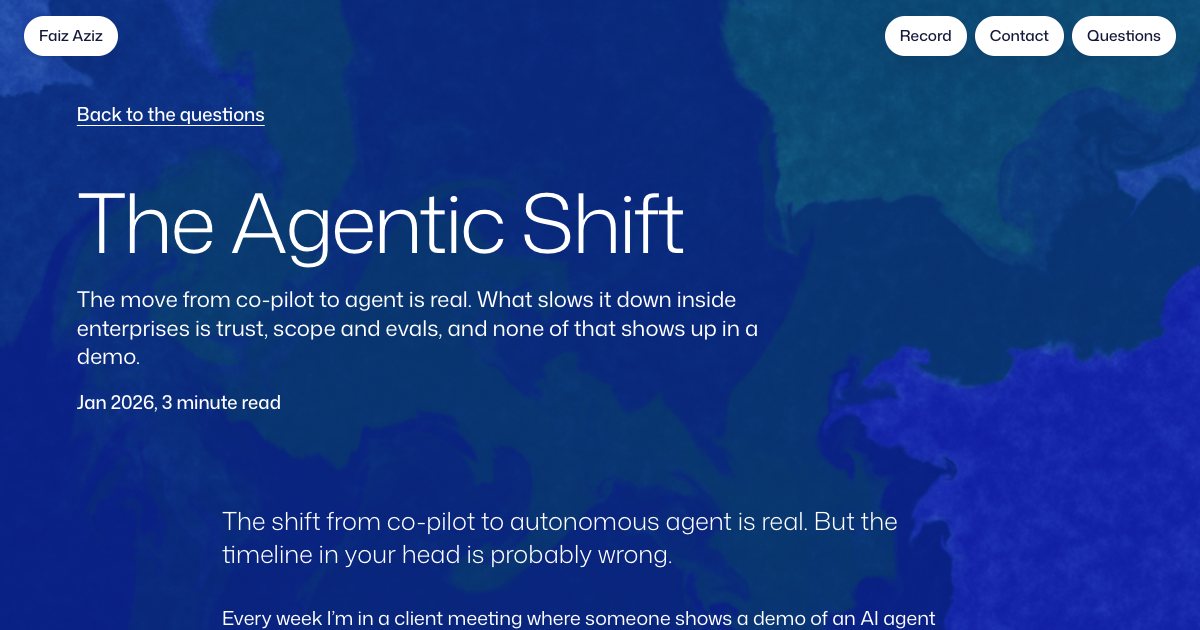 Faiz Aziz
Record
Contact
Questions
Back to the questions
The Agentic Shift
The move from co-pilot to agent is real. What slows it down inside
enterprises is trust, scope and evals, and none of that shows up in a
demo.
Jan 2026, 3 minute read
The shift from co-pilot to autonomous agent is real. But the
timeline in your head is probably wrong.
Every week I’m in a client meeting where someone shows a demo of an AI agent